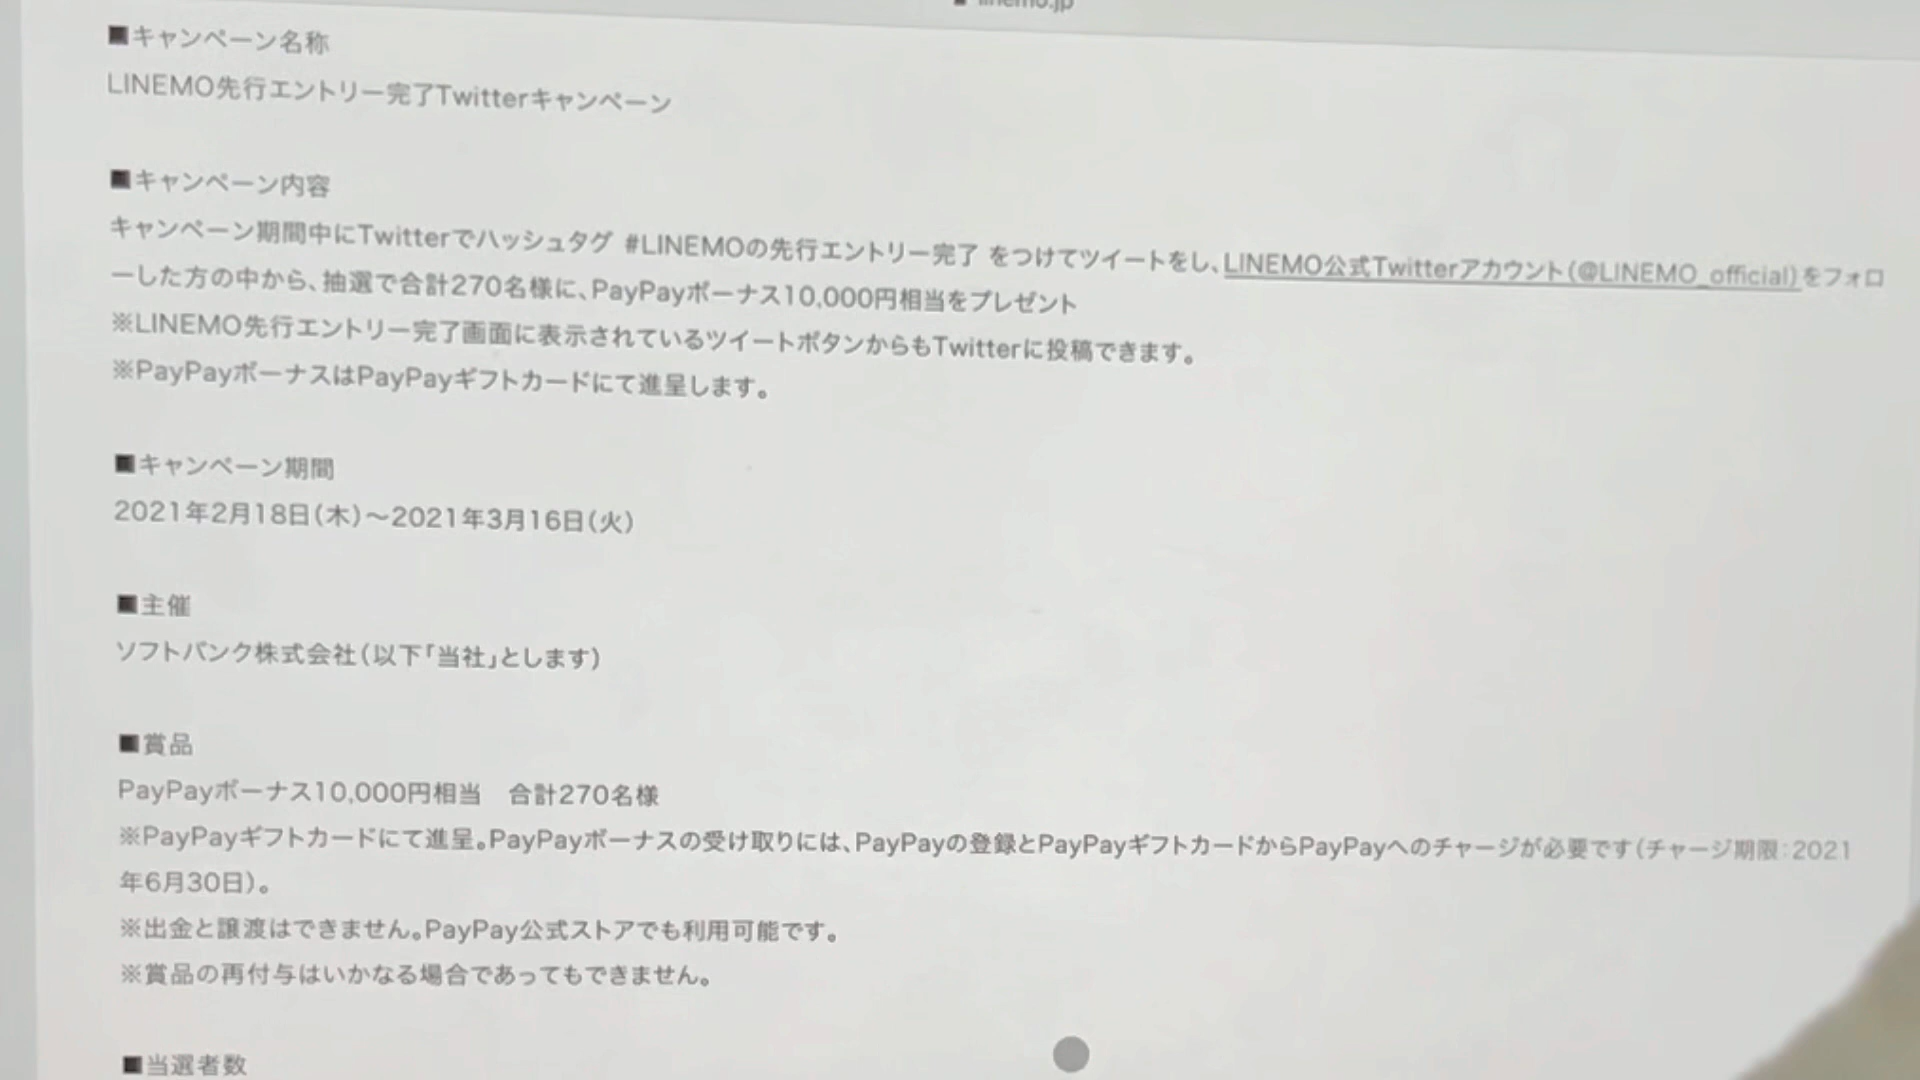 linemo.jp
■キャンペーン名称
LINEMO先行エントリー完了Twitterキャンペーン
■キャンペーン内容
キャンペーン期間中にTwitterでハッシュタグ #LINEMOの先行エントリー完了 をつけてツイートをし、LINEMO公式Twitterアカウント（@LINEMO_official）をフォロ
ーした方の中から、抽選で合計270名様に、PayPayボーナス10,000円相当をプレゼント
※LINEMO先行エントリー完了画面に表示されているツイートボタンからもTwitterに投稿できます。
※PayPayボーナスはPayPayギフトカードにて進呈します。
■キャンペーン期間
2021年2月18日（木）～2021年3月16日（火）
■主催
ソフトバンク株式会社（以下「当社」とします）
■賞品
PayPayボーナス10,000円相当　合計270名様
※PayPayギフトカードにて進呈。PayPayボーナスの受け取りには、PayPayの登録とPayPayギフトカードからPayPayへのチャージが必要です（チャージ期限：2021
年6月30日）。
※出金と譲渡はできません。PayPay公式ストアでも利用可能です。
※賞品の再付与はいかなる場合であってもできません。
■当選者数